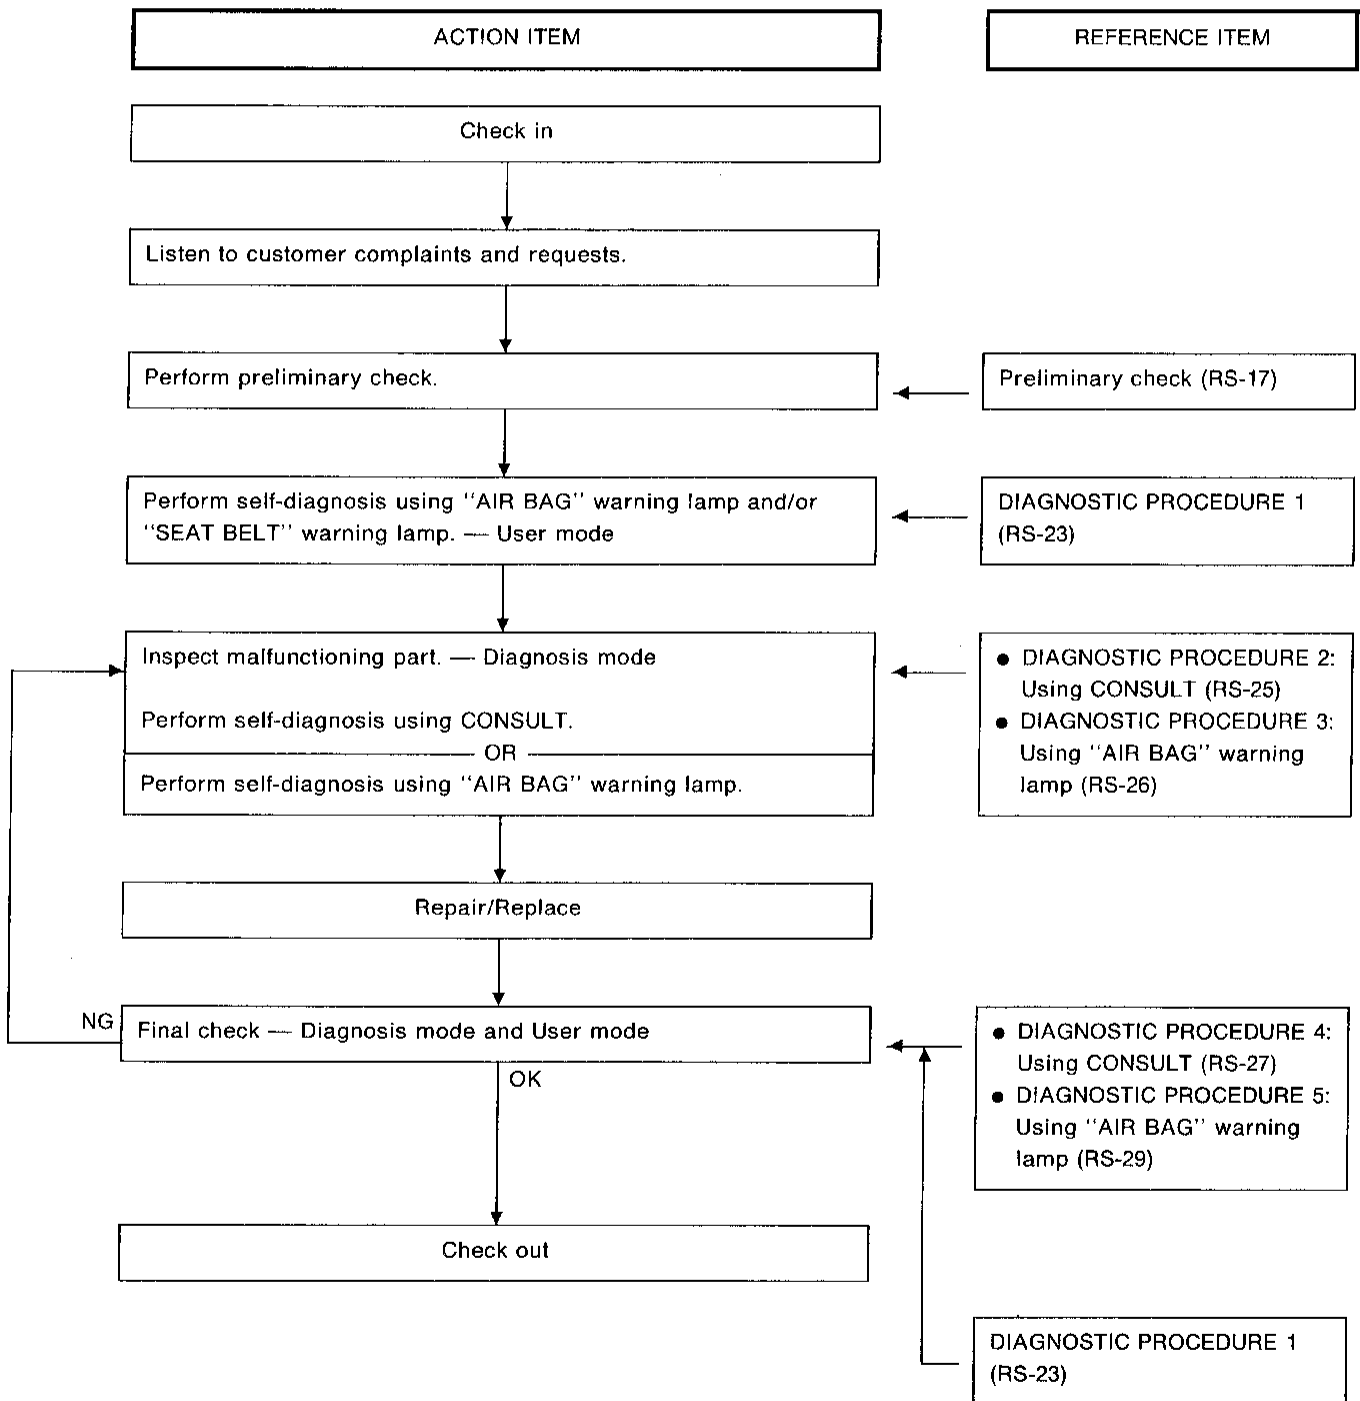 ACTION ITEM
REFERENCE ITEM
Check in
Listen to customer complaints and requests.
Perform preliminary check.
Preliminary check (RS-17)
Perform self-diagnosis using "AIR BAG" warning lamp and/or
"SEAT BELT" warning lamp. — User mode
DIAGNOSTIC PROCEDURE 1
(RS-23)
Inspect malfunctioning part. — Diagnosis mode
Perform self-diagnosis using CONSULT.
OR
Perform self-diagnosis using "AIR BAG" warning lamp.
● DIAGNOSTIC PROCEDURE 2:
Using CONSULT (RS-25)
● DIAGNOSTIC PROCEDURE 3:
Using "AIR BAG" warning
lamp (RS-26)
Repair/Replace
NG
Final check — Diagnosis mode and User mode
OK
● DIAGNOSTIC PROCEDURE 4:
Using CONSULT (RS-27)
● DIAGNOSTIC PROCEDURE 5:
Using "AIR BAG" warning
lamp (RS-29)
Check out
DIAGNOSTIC PROCEDURE 1
(RS-23)